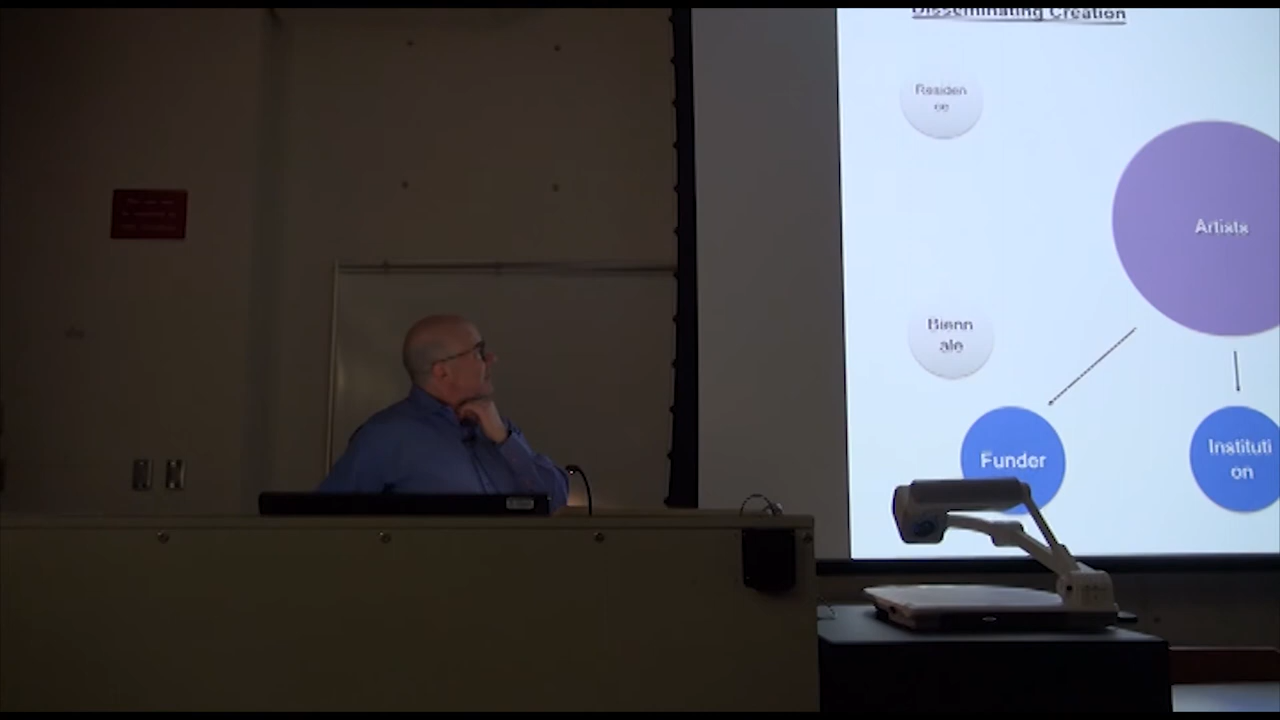 Disseminating Creation
Residen
ce
Artists
Bienn
ale
Funder
Instituti
on